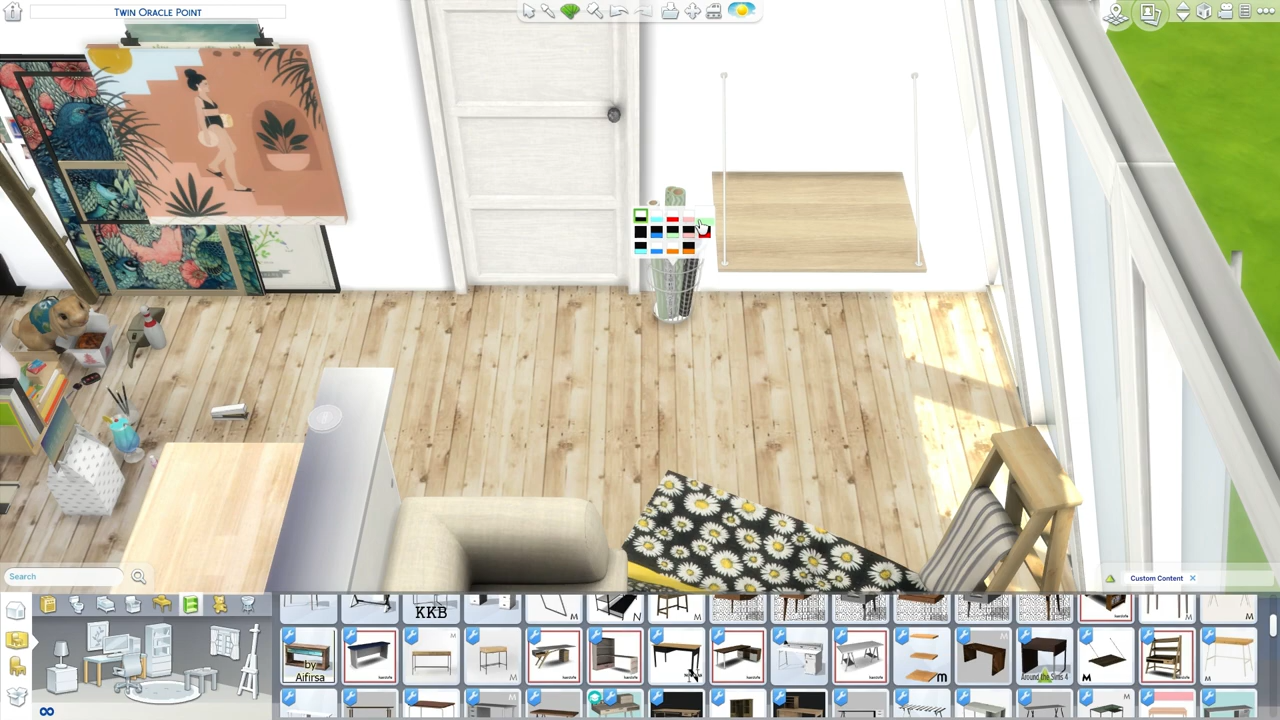 TWIN ORACLE POINT
Search
Custom Content
KKB
M
N
M
M
M
M
by
Aifirsa
M
M
m
M
Around the Sims 4
M
M
M